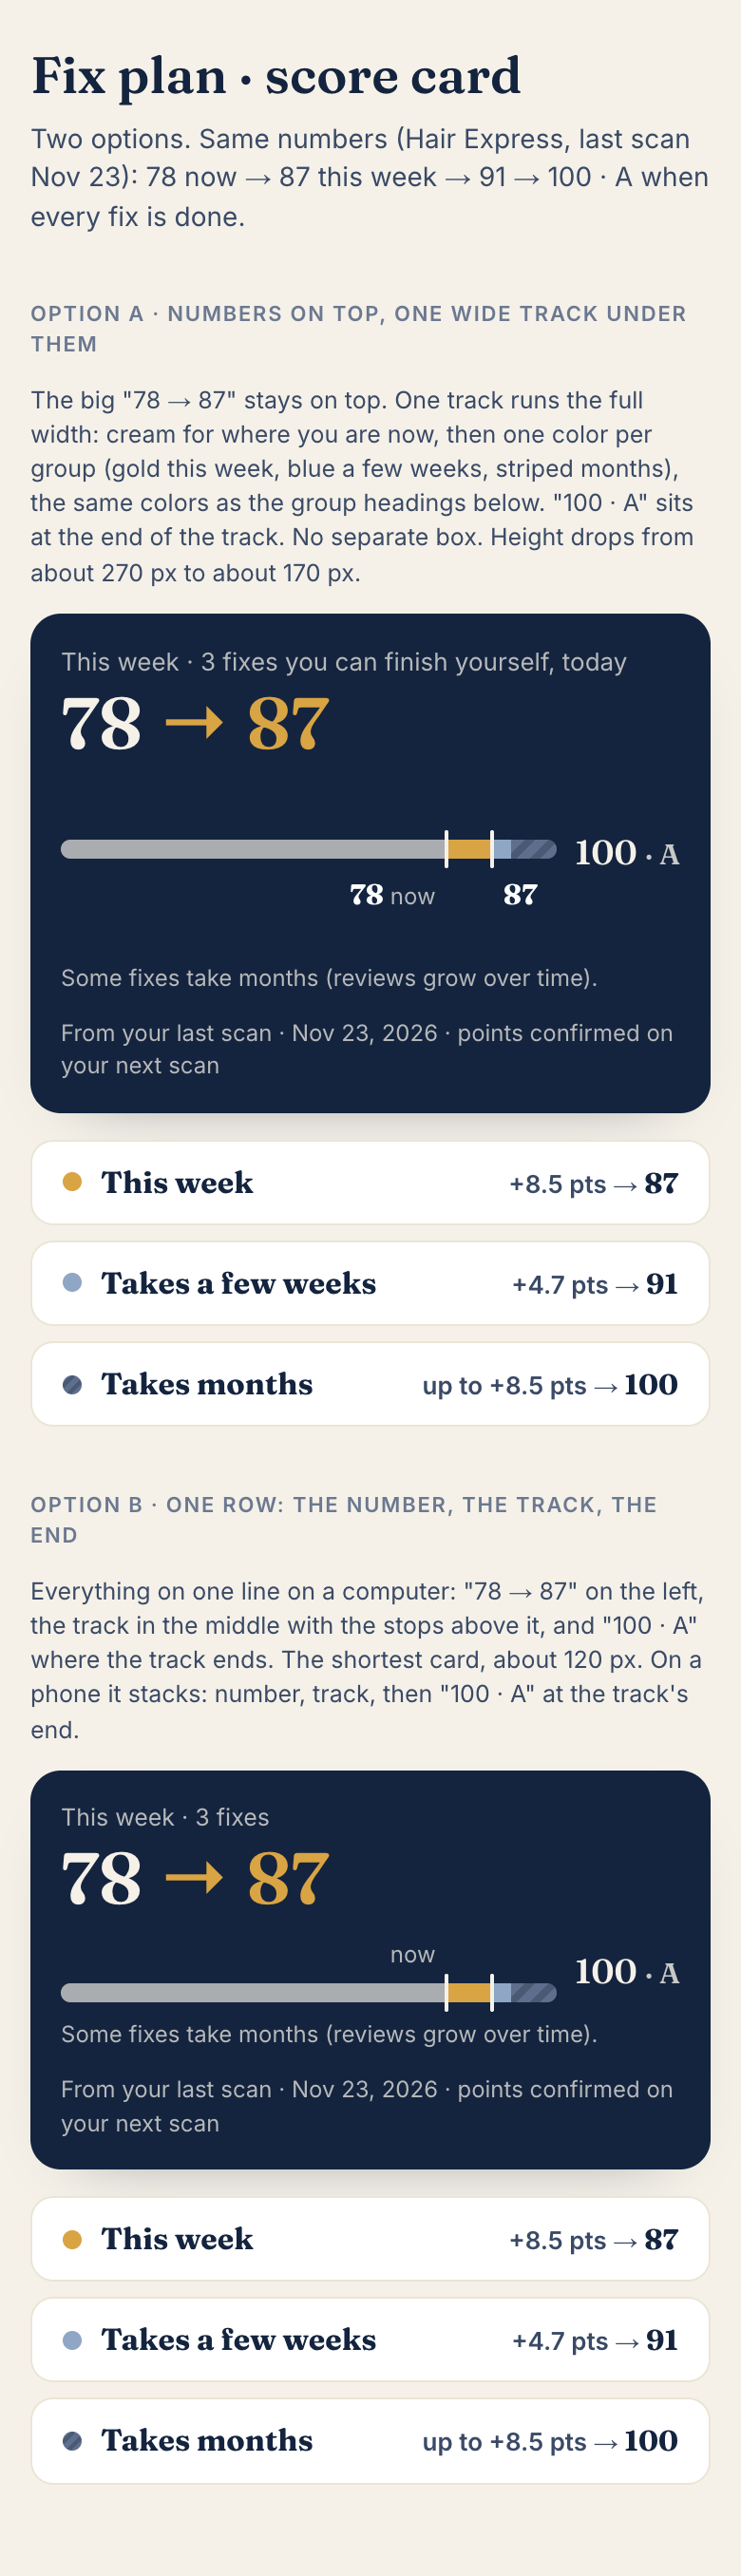 Fix plan · score card
Two options. Same numbers (Hair Express, last scan
Nov 23): 78 now → 87 this week → 91 → 100 · A when
every fix is done.
OPTION A · NUMBERS ON TOP, ONE WIDE TRACK UNDER
THEM
The big "78 → 87" stays on top. One track runs the full
width: cream for where you are now, then one color per
group (gold this week, blue a few weeks, striped months),
the same colors as the group headings below. "100 · A" sits
at the end of the track. No separate box. Height drops from
about 270 px to about 170 px.
This week · 3 fixes you can finish yourself, today
78 → 87
100 · A
78 now 87
Some fixes take months (reviews grow over time).
From your last scan · Nov 23, 2026 · points confirmed on
your next scan
This week +8.5 pts → 87
Takes a few weeks +4.7 pts → 91
Takes months up to +8.5 pts → 100
OPTION B · ONE ROW: THE NUMBER, THE TRACK, THE
END
Everything on one line on a computer: "78 → 87" on the left,
the track in the middle with the stops above it, and "100 · A"
where the track ends. The shortest card, about 120 px. On a
phone it stacks: number, track, then "100 · A" at the track's
end.
This week · 3 fixes
78 → 87
now
100 · A
Some fixes take months (reviews grow over time).
From your last scan · Nov 23, 2026 · points confirmed on
your next scan
This week +8.5 pts → 87
Takes a few weeks +4.7 pts → 91
Takes months up to +8.5 pts → 100